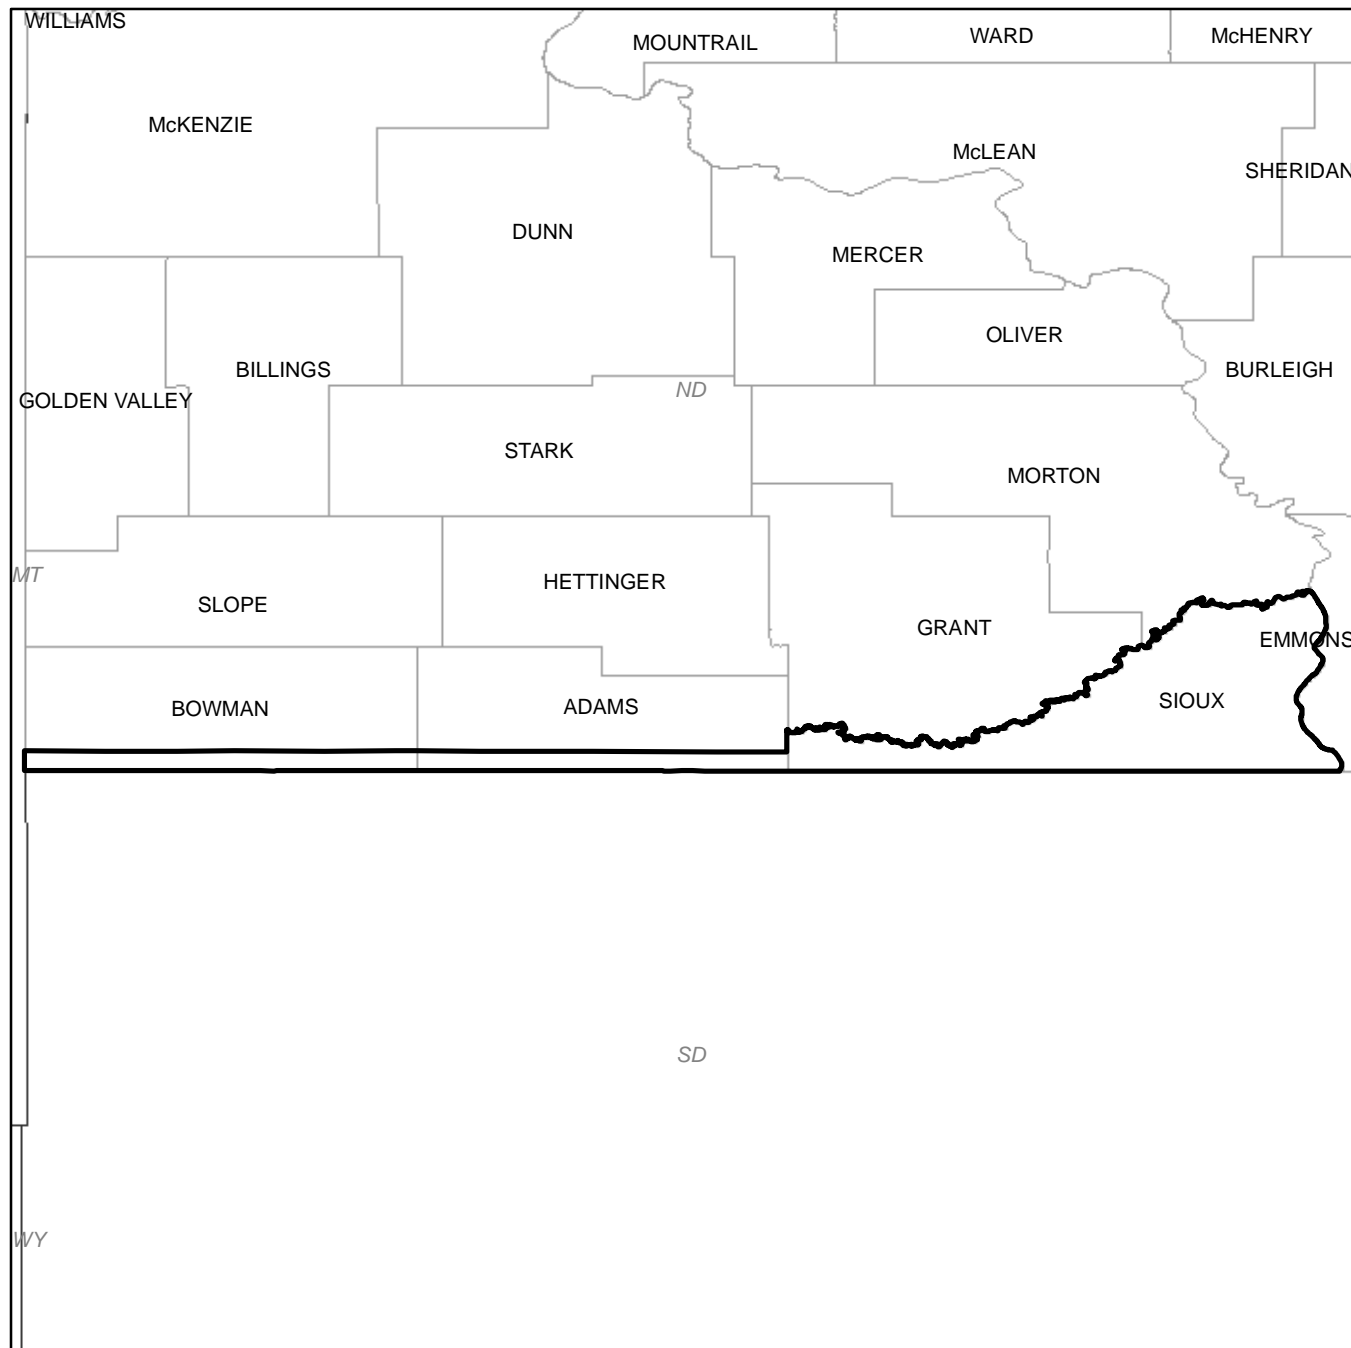 WILLIAMS
MOUNTRAIL
WARD
McHENRY
McKENZIE
McLEAN
SHERIDAN
DUNN
MERCER
OLIVER
BILLINGS
BURLEIGH
ND
GOLDEN VALLEY
STARK
MORTON
MT
HETTINGER
SLOPE
GRANT
EMMONS
SIOUX
BOWMAN
ADAMS
SD
WY